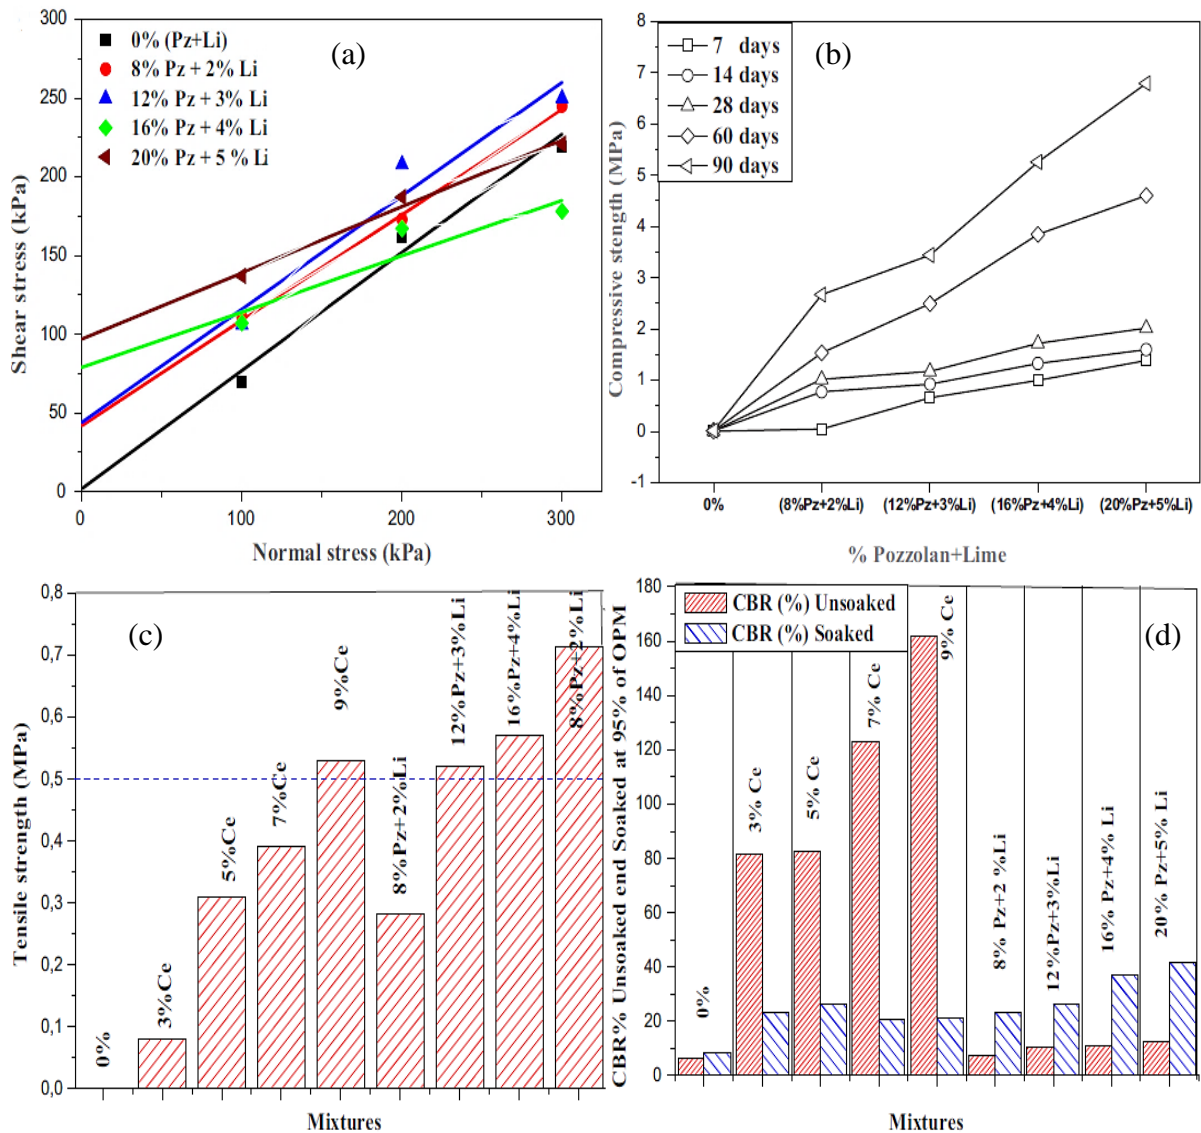 (a)
0% (Pz+Li)
8% Pz + 2% Li
12% Pz + 3% Li
16% Pz + 4% Li
20% Pz + 5 % Li
300
250
200
150
100
50
0
0
100
200
300
Shear stress (kPa)
Normal stress (kPa)
(b)
7 days
14 days
28 days
60 days
90 days
8
7
6
5
4
3
2
1
0
-1
0%
(8%Pz+2%Li)
(12%Pz+3%Li)
(16%Pz+4%Li)
(20%Pz+5%Li)
Compressive stength (MPa)
% Pozzolan+Lime
(c)
0,8
0,7
0,6
0,5
0,4
0,3
0,2
0,1
0,0
Tensile strength (MPa)
0%
3%Ce
5%Ce
7%Ce
9%Ce
8%Pz+2%Li
12%Pz+3%Li
16%Pz+4%Li
8%Pz+2%Li
Mixtures
(d)
CBR (%) Unsoaked
CBR (%) Soaked
180
160
140
120
100
80
60
40
20
0
CBR% Unsoaked end Soaked at 95% of OPM
0%
3% Ce
5% Ce
7% Ce
9% Ce
8% Pz+2 %Li
12%Pz+3%Li
16% Pz+4% Li
20% Pz+5% Li
Mixtures